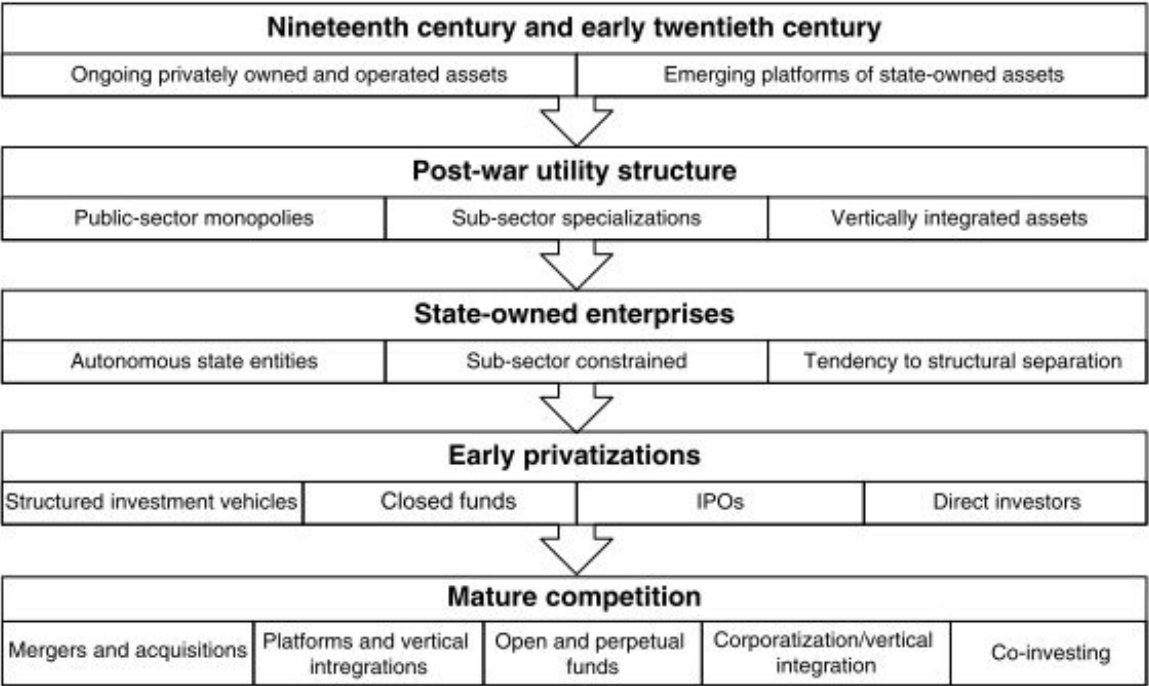 Nineteenth century and early twentieth century
Ongoing privately owned and operated assets
Emerging platforms of state-owned assets
Post-war utility structure
Public-sector monopolies
Sub-sector specializations
Vertically integrated assets
State-owned enterprises
Autonomous state entities
Sub-sector constrained
Tendency to structural separation
Early privatizations
Structured investment vehicles
Closed funds
IPOs
Direct investors
Mature competition
Mergers and acquisitions
Platforms and vertical
intregrations
Open and perpetual
funds
Corporatization/vertical
integration
Co-investing